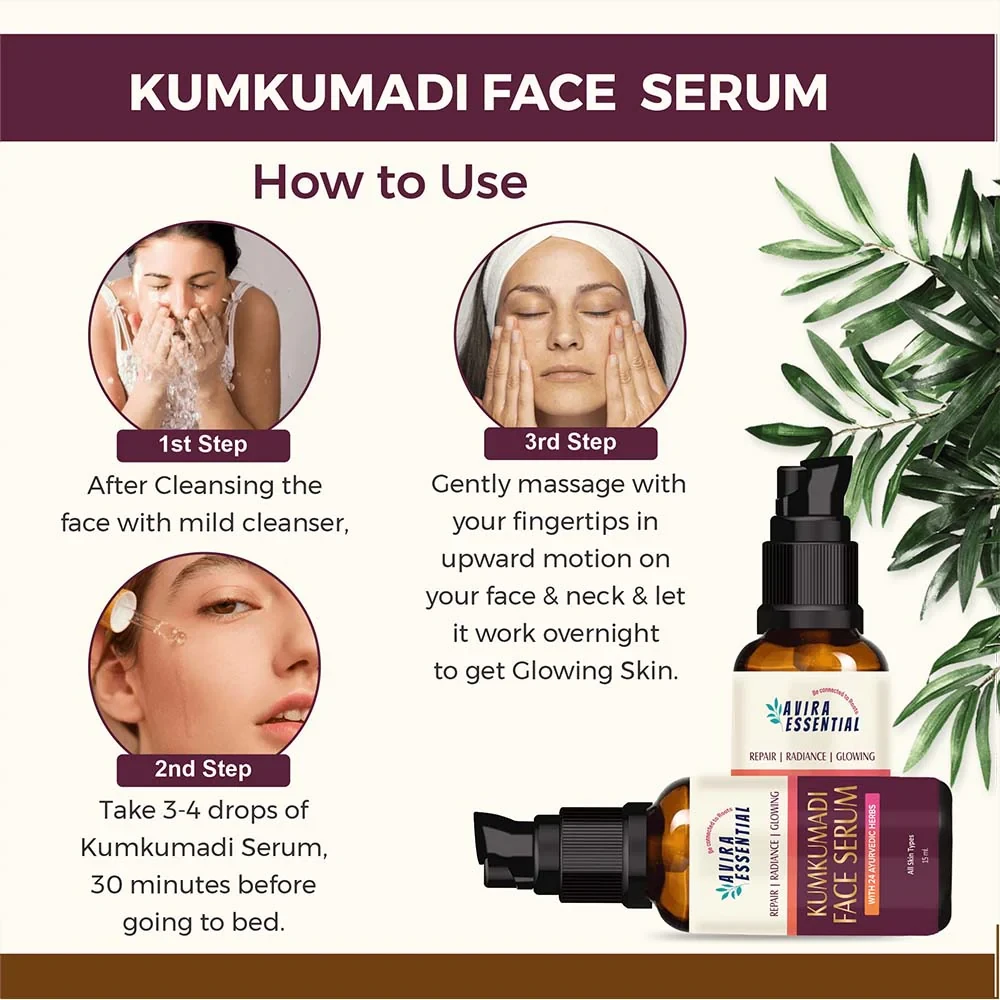 KUMKUMADI FACE SERUM
How to Use
1st Step
After Cleansing the
face with mild cleanser,
2nd Step
Take 3-4 drops of
Kumkumadi Serum,
30 minutes before
going to bed.
3rd Step
Gently massage with
your fingertips in
upward motion on
your face & neck & let
it work overnight
to get Glowing Skin.
Be connected to Roots
AVIRA
ESSENTIAL
REPAIR | RADIANCE | GLOWING
Be connected to Roots
AVIRA
ESSENTIAL
REPAIR | RADIANCE | GLOWING
KUMKUMADI
FACE SERUM
WITH 24 AYURVEDIC HERBS
All Skin Types
15 ml